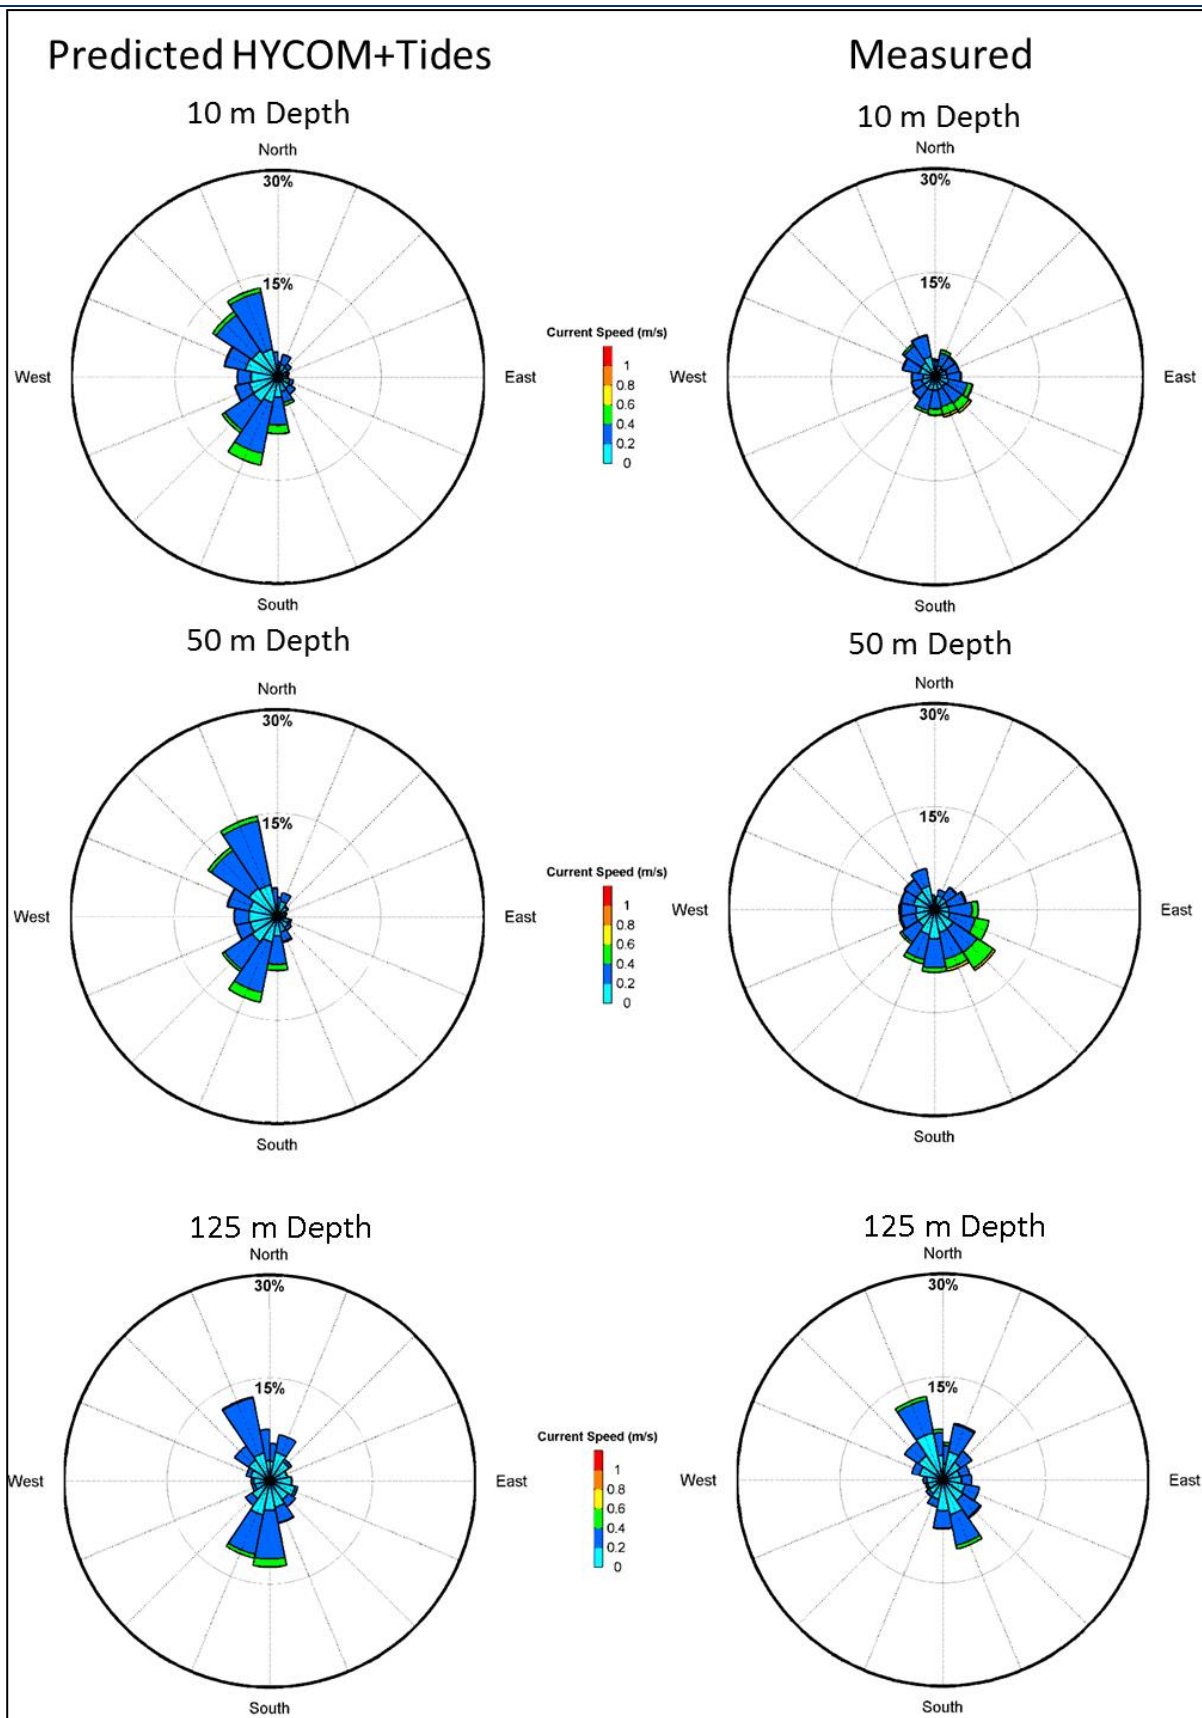 Predicted HYCOM+Tides
Measured
10 m Depth
10 m Depth
North
30%
15%
West
East
South
Current Speed (m/s)
1
0.8
0.6
0.4
0.2
0
North
30%
15%
West
East
South
50 m Depth
50 m Depth
North
30%
15%
West
East
South
Current Speed (m/s)
1
0.8
0.6
0.4
0.2
0
North
30%
15%
West
East
South
125 m Depth
125 m Depth
North
30%
15%
West
East
South
Current Speed (m/s)
1
0.8
0.6
0.4
0.2
0
North
30%
15%
West
East
South